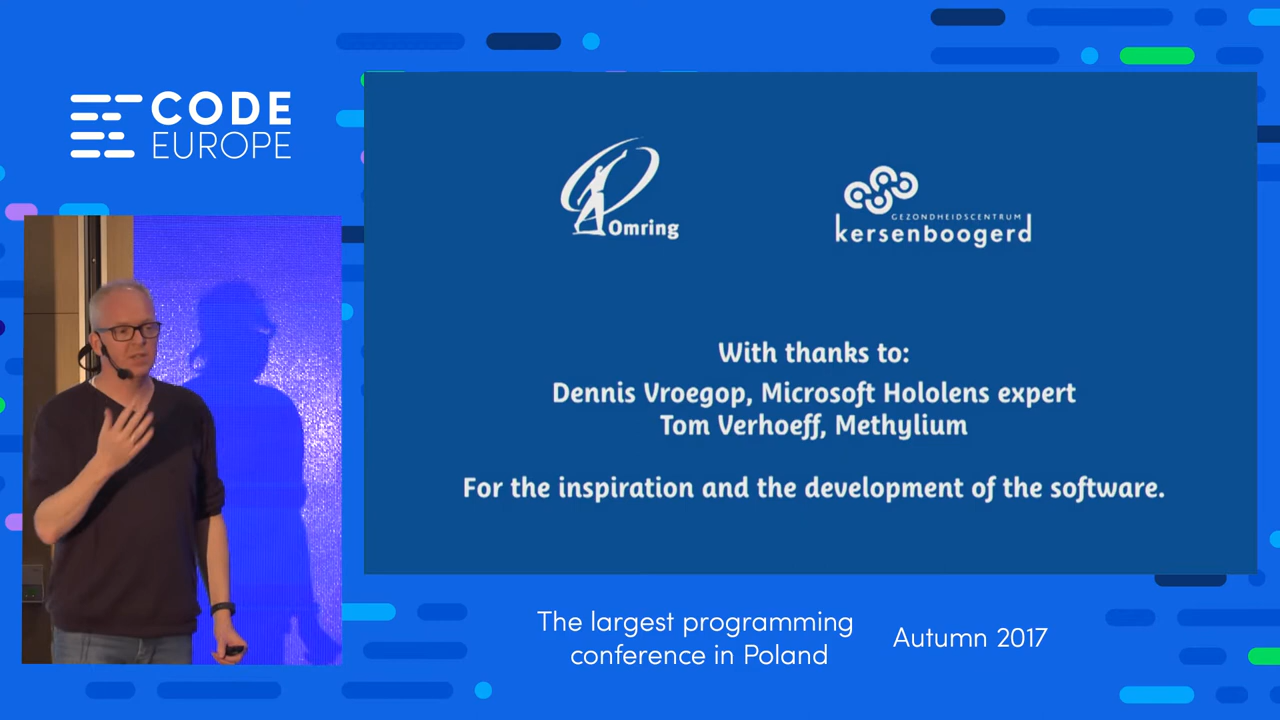 CODE
EUROPE
Omring
GEZONDHEIDSCENTRUM
kersenboogerd
With thanks to:
Dennis Vroegop, Microsoft Hololens expert
Tom Verhoeff, Methylium
For the inspiration and the development of the software.
The largest programming
conference in Poland
Autumn 2017